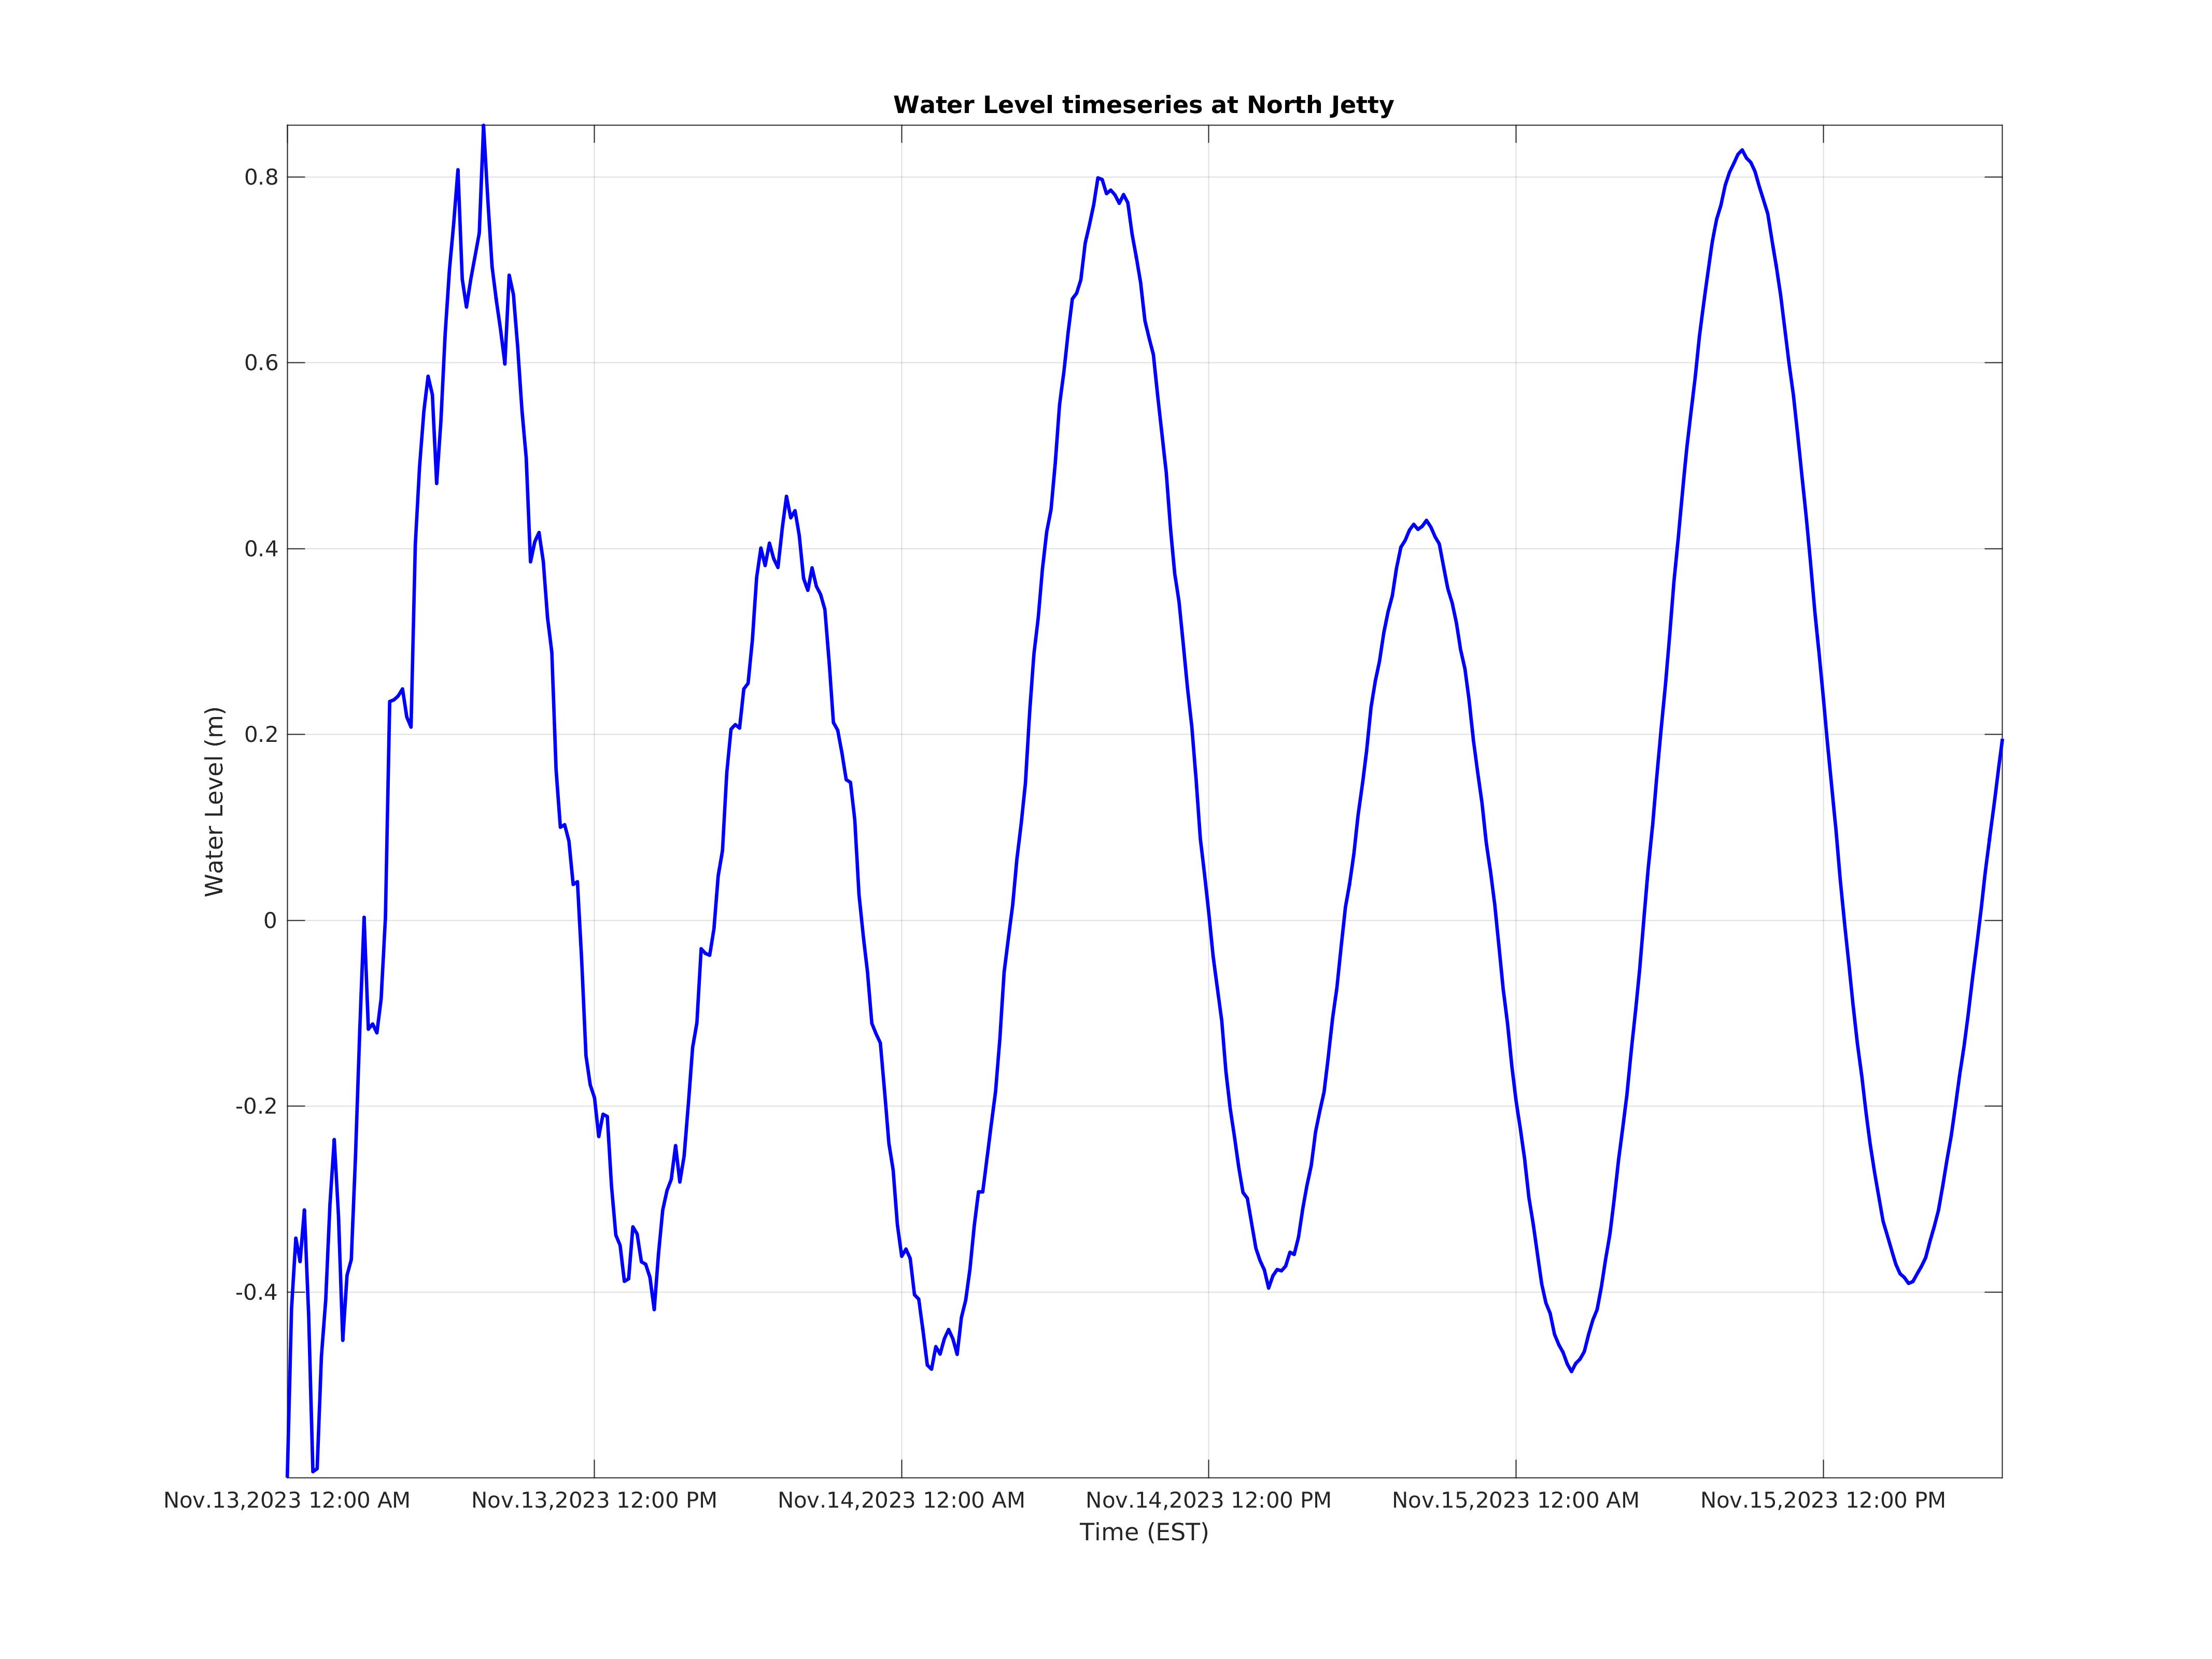 Water Level timeseries at North Jetty
0.8
0.6
0.4
0.2
0
-0.2
-0.4
Water Level (m)
Nov.13,2023 12:00 AM
Nov.13,2023 12:00 PM
Nov.14,2023 12:00 AM
Nov.14,2023 12:00 PM
Nov.15,2023 12:00 AM
Nov.15,2023 12:00 PM
Time (EST)